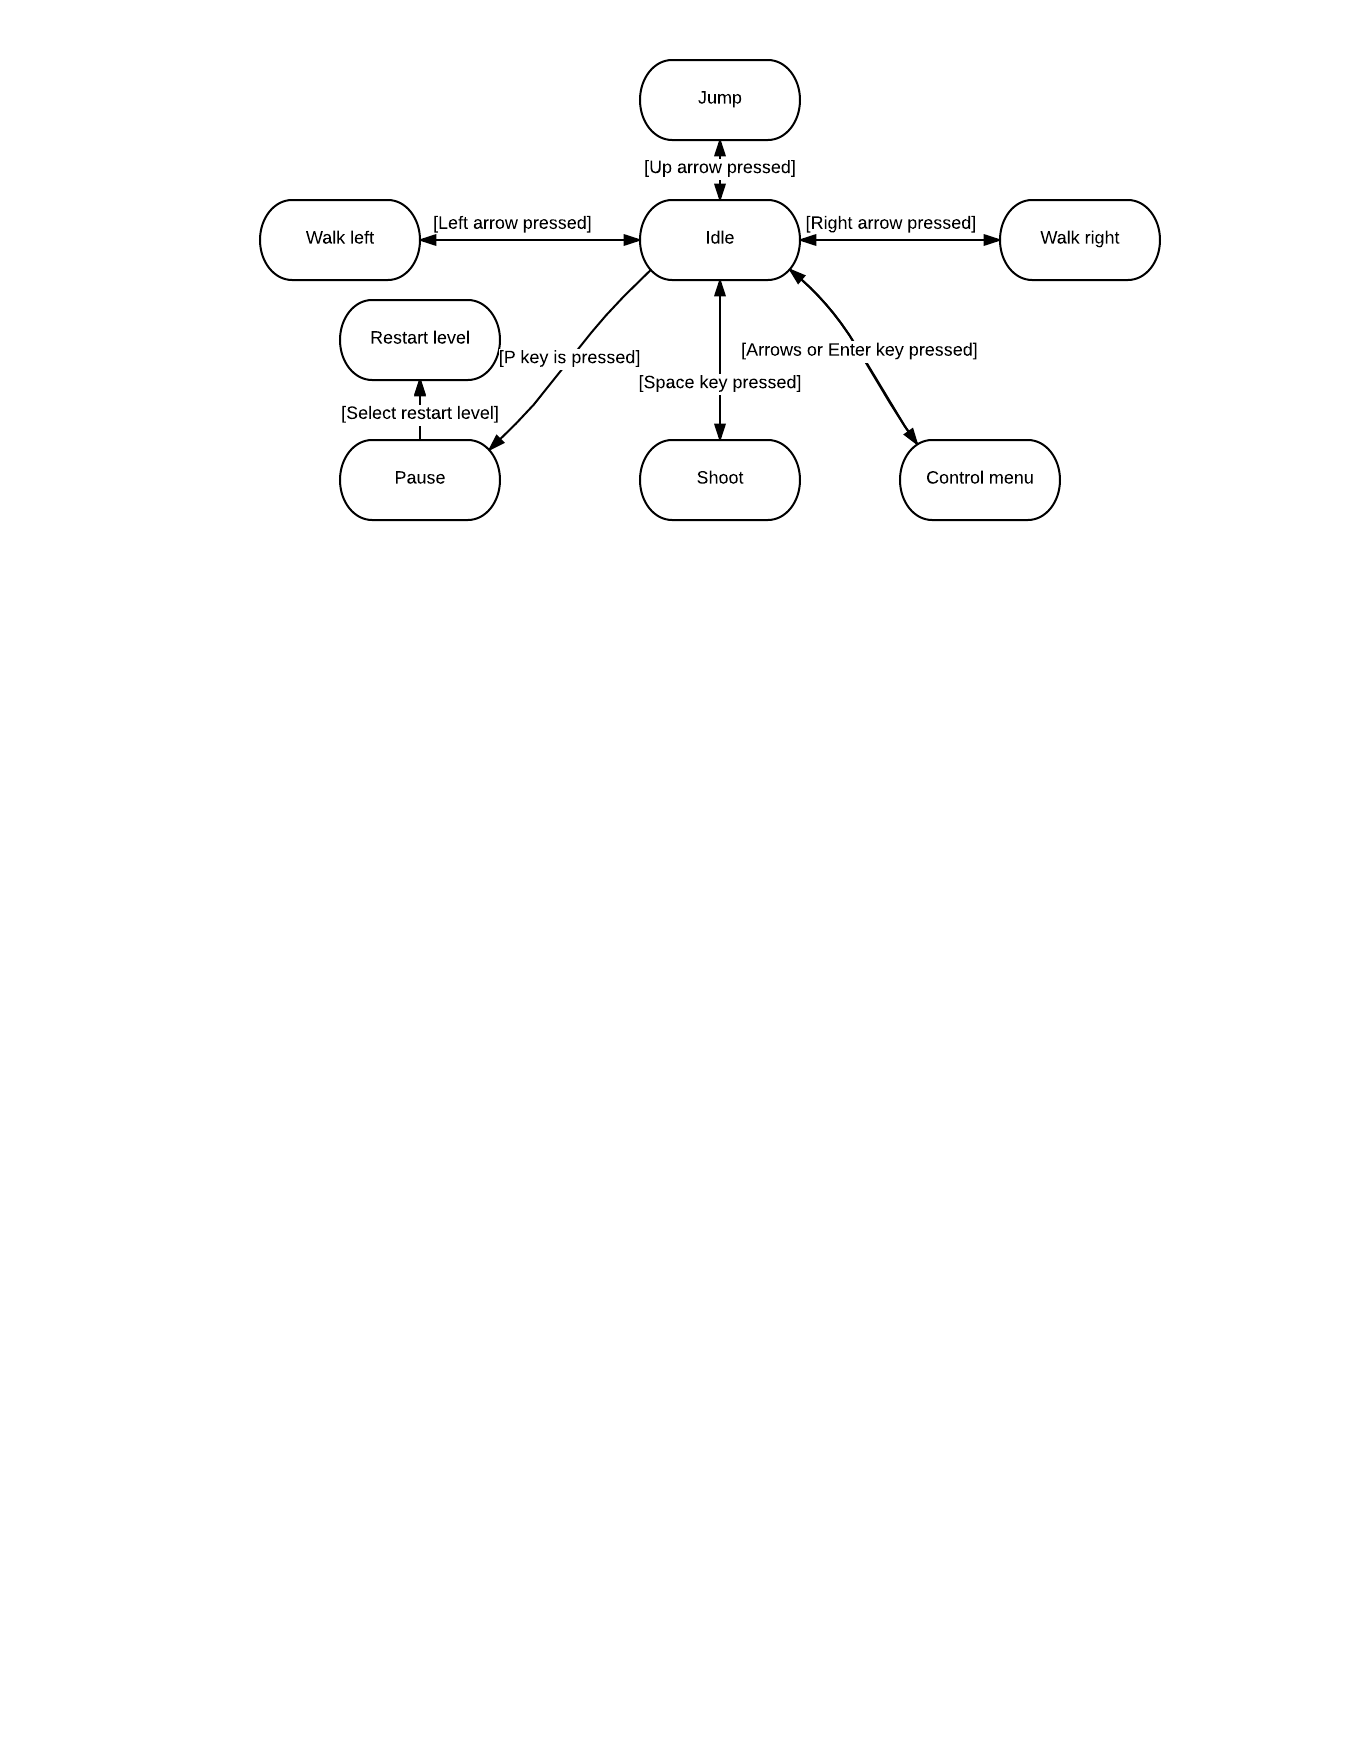 Jump
[Up arrow pressed]
Walk left
[Left arrow pressed]
Idle
[Right arrow pressed]
Walk right
Restart level
[P key is pressed]
[Arrows or Enter key pressed]
[Space key pressed]
[Select restart level]
Pause
Shoot
Control menu